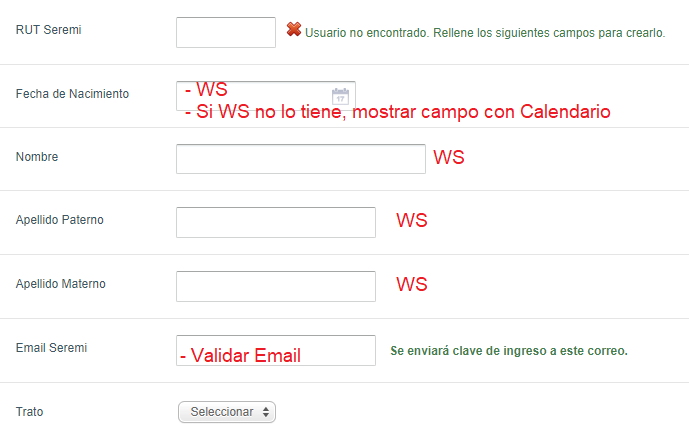 RUT Seremi
Usuario no encontrado. Rellene los siguientes campos para crearlo.
Fecha de Nacimiento
- WS
17
- Si WS no lo tiene, mostrar campo con Calendario
Nombre
WS
Apellido Paterno
WS
Apellido Materno
WS
Email Seremi
- Validar Email
Se enviará clave de ingreso a este correo.
Trato
Seleccionar